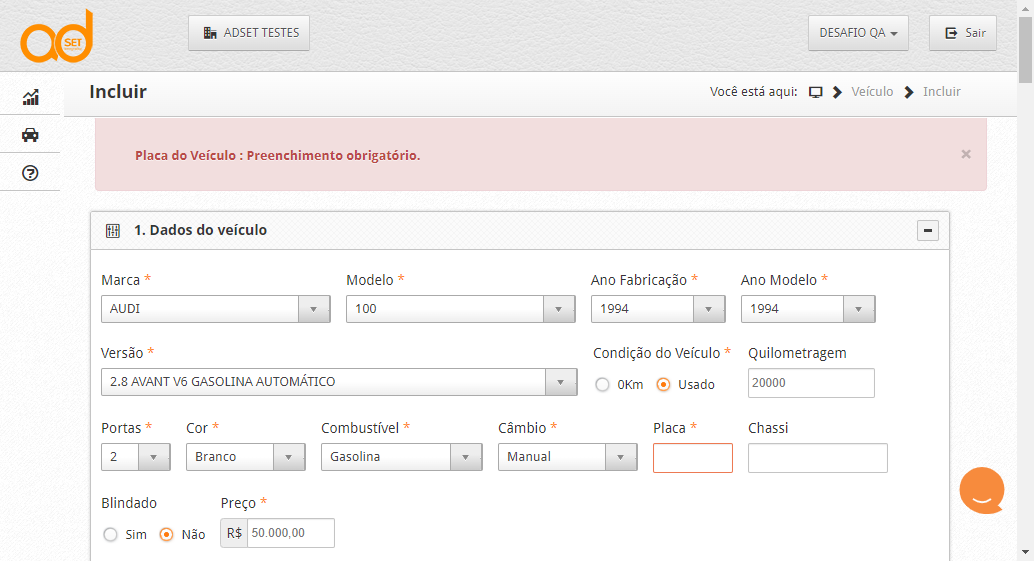 ad
SET
ADSET TESTES
DESAFIO QA
Sair
Incluir
Você está aqui:
Veículo
Incluir
Placa do Veículo : Preenchimento obrigatório.
×
1. Dados do veículo
Marca *
Modelo *
Ano Fabricação *
Ano Modelo *
AUDI
100
1994
1994
Versão *
Condição do Veículo *
Quilometragem
2.8 AVANT V6 GASOLINA AUTOMÁTICO
0Km
Usado
20000
Portas *
Cor *
Combustível *
Câmbio *
Placa *
Chassi
2
Branco
Gasolina
Manual
Blindado
Preço *
Sim
Não
R$
50.000,00